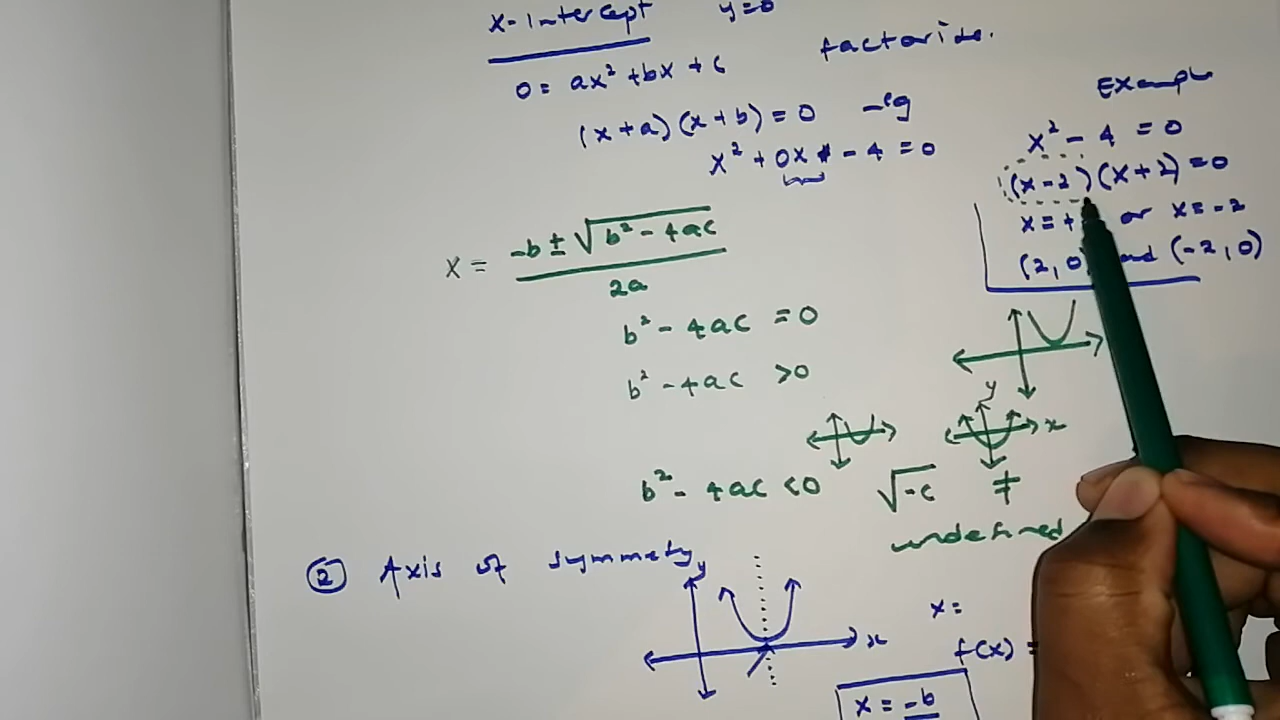 x-intercept y=0
factorise.
0 = ax² + bx + c
(x+a)(x+b) = 0 -eg
x² + 0x - 4 = 0
Example
x² - 4 = 0
(x-2)(x+2) = 0
x = + or x = -2
(2, 0) and (-2, 0)
x = -b ± √b² - 4ac
2a
b² - 4ac = 0
b² - 4ac > 0
y
x
b² - 4ac < 0 √-c ≠
undefined
② Axis of symmety
y
x
x =
f(x) =
x = -b